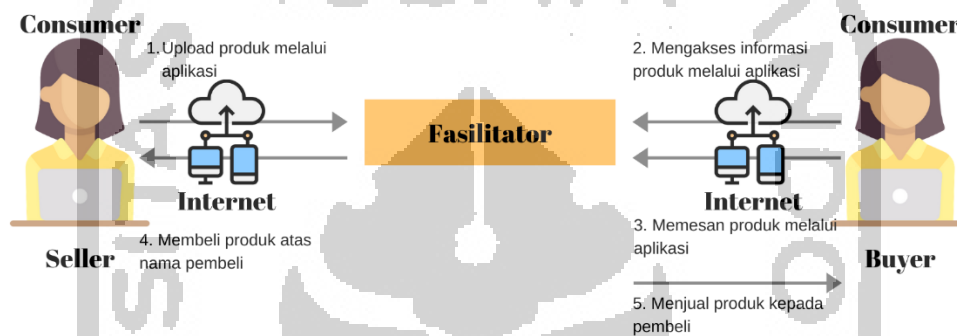 Consumer
1. Upload produk melalui
aplikasi
Internet
4. Membeli produk atas
nama pembeli
Seller
Fasilitator
Consumer
2. Mengakses informasi
produk melalui aplikasi
Internet
3. Memesan produk melalui
aplikasi
Buyer
5. Menjual produk kepada
pembeli